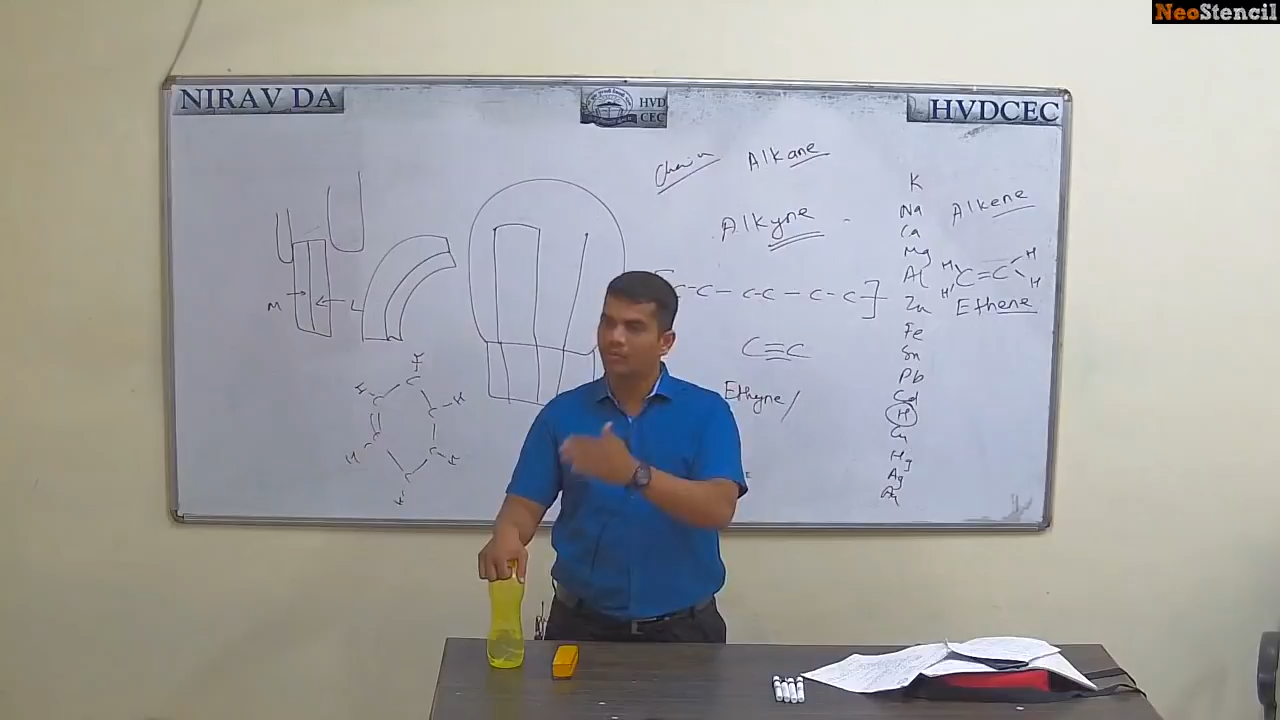 NeoStencil
NIRAV DA
HVD
CEC
HVDCEC
Chain
Alkane
Alkyne
Alkene
K
Na
Ca
Mg
Al
Zn
Fe
Sn
Pb
Cd
H
Cu
Hg
Ag
H H
C=C
H H
Ethene
-C- C-C - C-C ]-
C≡C
Ethyne/
M
L
H
C
H C C H
H C C H
C
H